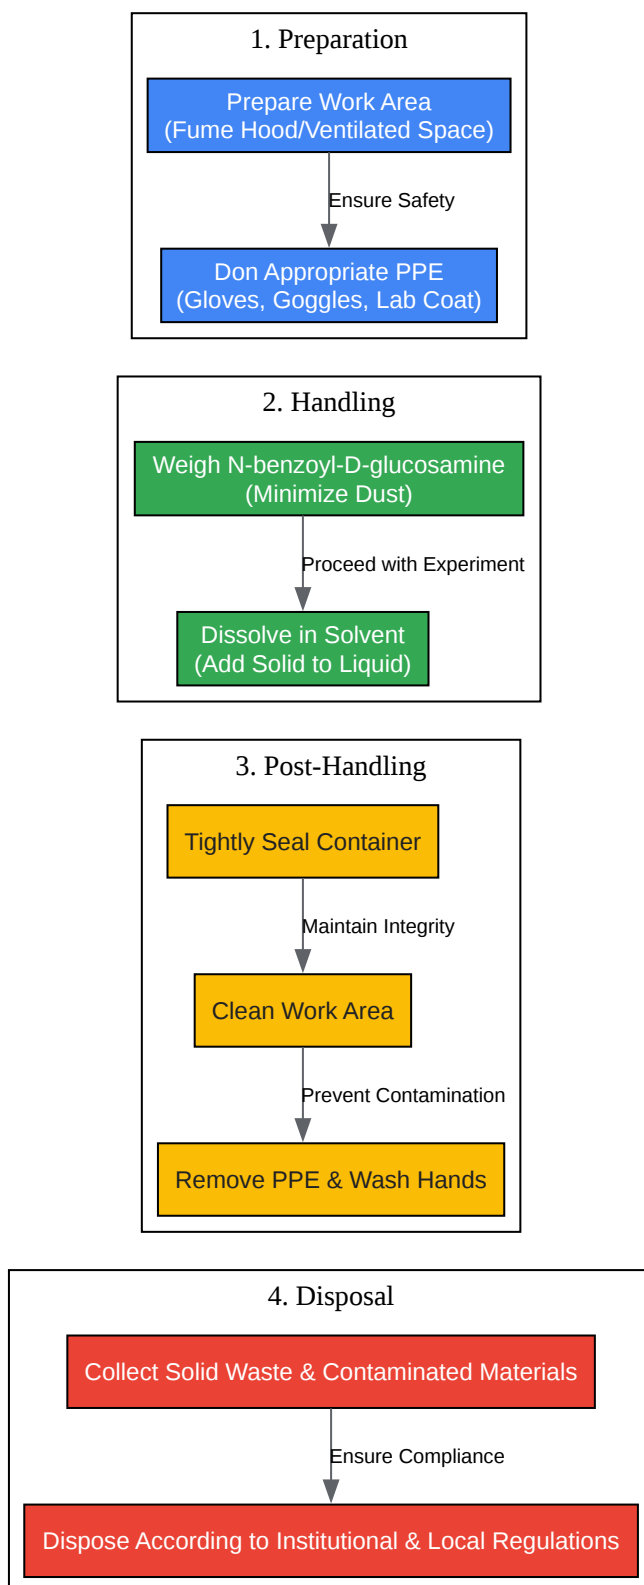 1. Preparation
Prepare Work Area
(Fume Hood/Ventilated Space)
Ensure Safety
Don Appropriate PPE
(Gloves, Goggles, Lab Coat)
2. Handling
Weigh N-benzoyl-D-glucosamine
(Minimize Dust)
Proceed with Experiment
Dissolve in Solvent
(Add Solid to Liquid)
3. Post-Handling
Tightly Seal Container
Maintain Integrity
Clean Work Area
Prevent Contamination
Remove PPE & Wash Hands
4. Disposal
Collect Solid Waste & Contaminated Materials
Ensure Compliance
Dispose According to Institutional & Local Regulations